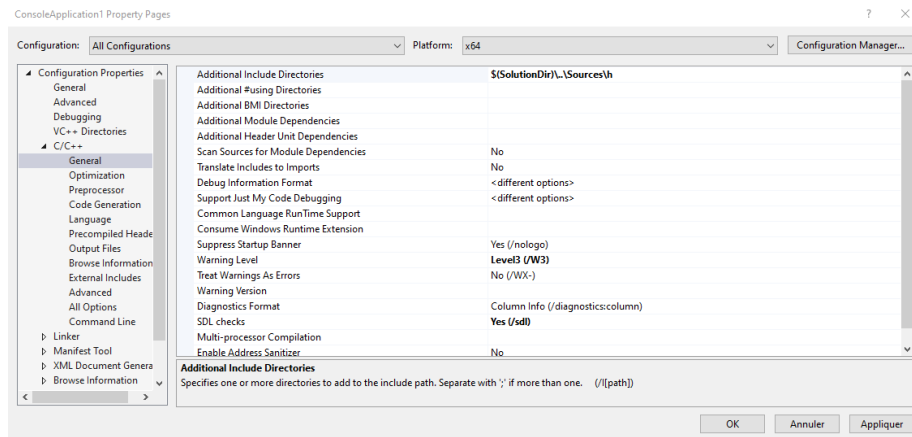 ConsoleApplication1 Property Pages
Configuration: All Configurations Platform: x64 Configuration Manager...
Configuration Properties
General
Advanced
Debugging
VC++ Directories
C/C++
General
Optimization
Preprocessor
Code Generation
Language
Precompiled Heade
Output Files
Browse Information
External Includes
Advanced
All Options
Command Line
Linker
Manifest Tool
XML Document Genera
Browse Information
Additional Include Directories $(SolutionDir)\..\Sources\h
Additional #using Directories
Additional BMI Directories
Additional Module Dependencies
Additional Header Unit Dependencies
Scan Sources for Module Dependencies No
Translate Includes to Imports No
Debug Information Format <different options>
Support Just My Code Debugging <different options>
Common Language RunTime Support
Consume Windows Runtime Extension
Suppress Startup Banner Yes (/nologo)
Warning Level Level3 (/W3)
Treat Warnings As Errors No (/WX-)
Warning Version
Diagnostics Format Column Info (/diagnostics:column)
SDL checks Yes (/sdl)
Multi-processor Compilation
Enable Address Sanitizer No
Additional Include Directories
Specifies one or more directories to add to the include path. Separate with ';' if more than one. (/I[path])
OK Annuler Appliquer